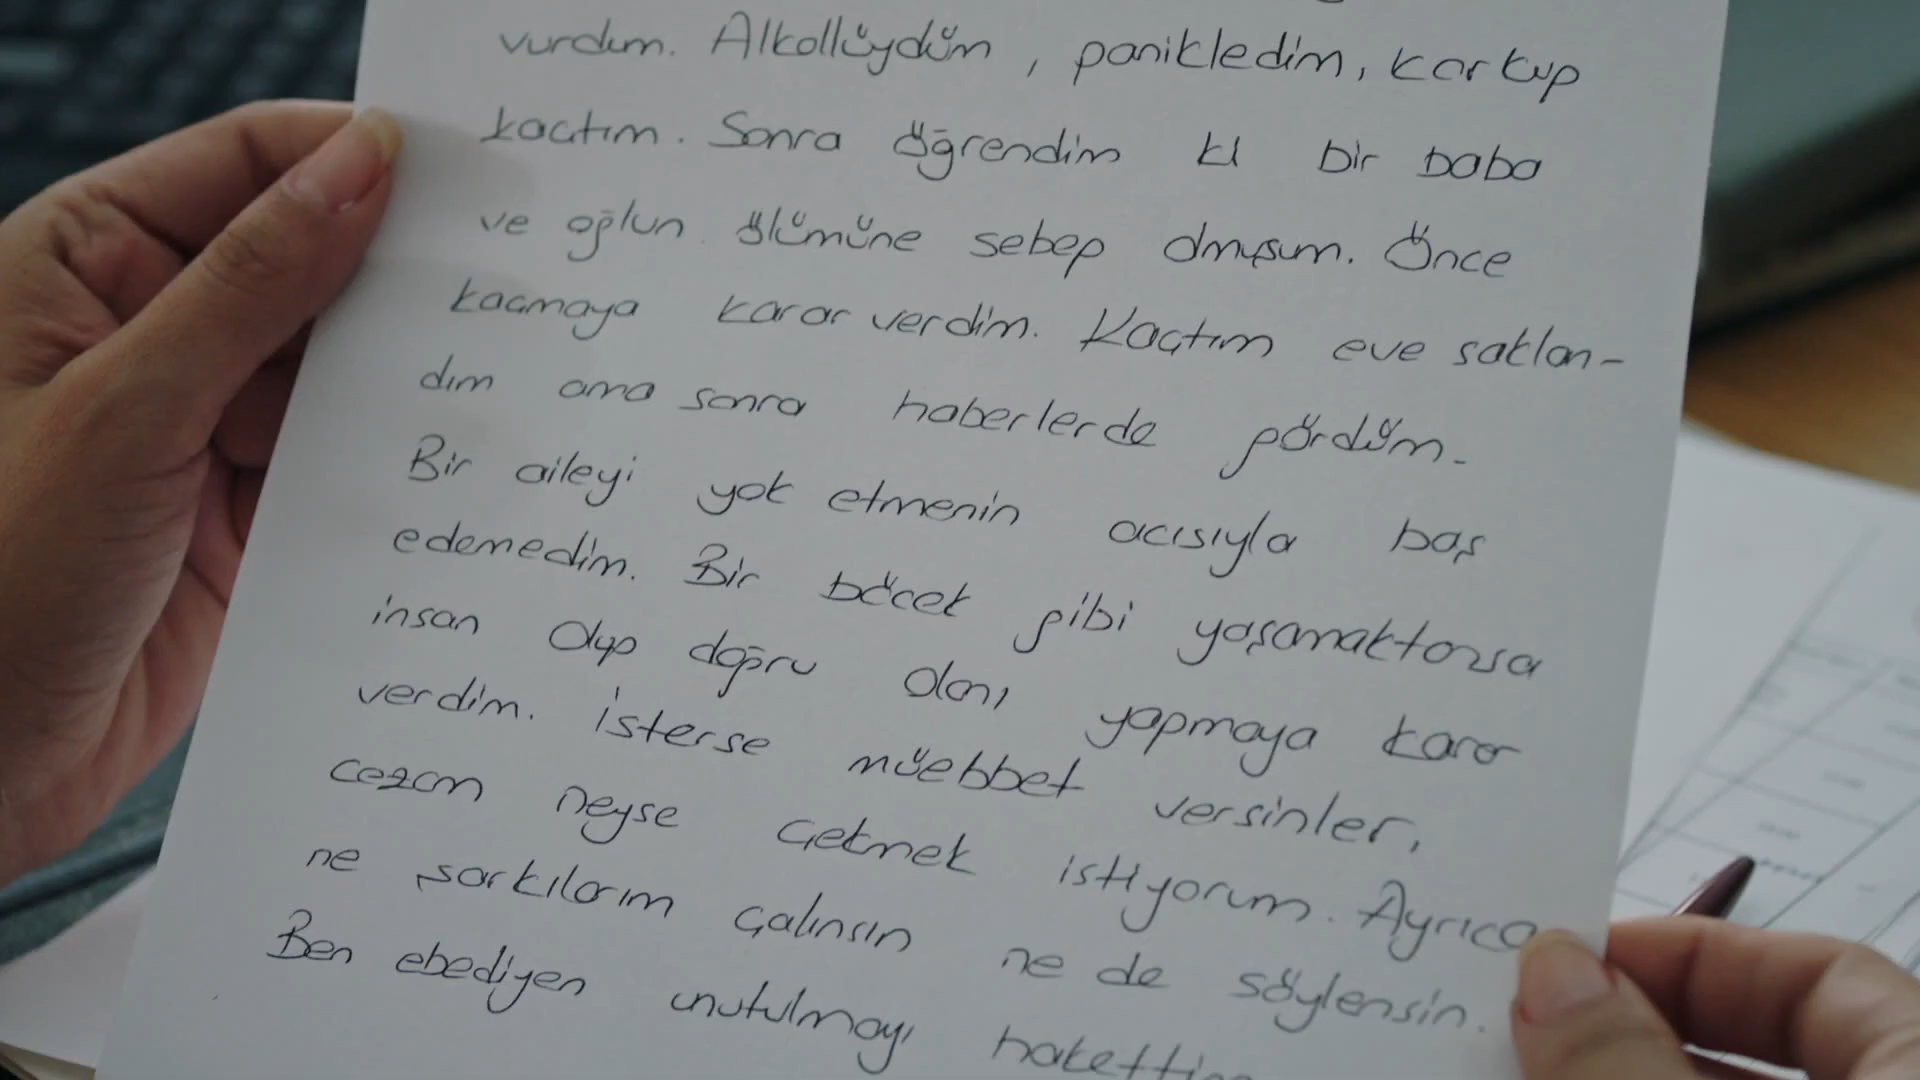 vurdum. Alkollüydüm, panikledim, korkup
kaçtım. Sonra öğrendim ki bir baba
ve oğlun ölümüne sebep olmuşum. Önce
kaçmaya karar verdim. Kaçtım eve saklan-
dım ama sonra haberlerde gördüm.
Bir aileyi yok etmenin acısıyla baş
edemedim. Bir böcek gibi yaşamaktansa
insan olup doğru olanı yapmaya karar
verdim. İsterse müebbet versinler,
cezam neyse çekmek istiyorum. Ayrıca
ne şarkılarım çalınsın ne de söylensin.
Ben ebediyen unutulmayı